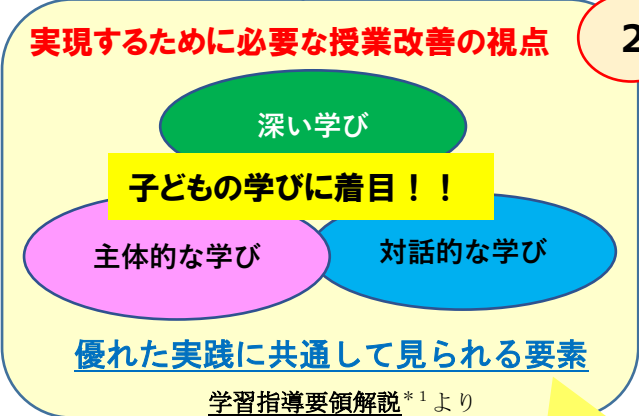 実現するために必要な授業改善の視点
2
深い学び
子どもの学びに着目！！
主体的な学び
対話的な学び
優れた実践に共通して見られる要素
学習指導要領解説＊１より